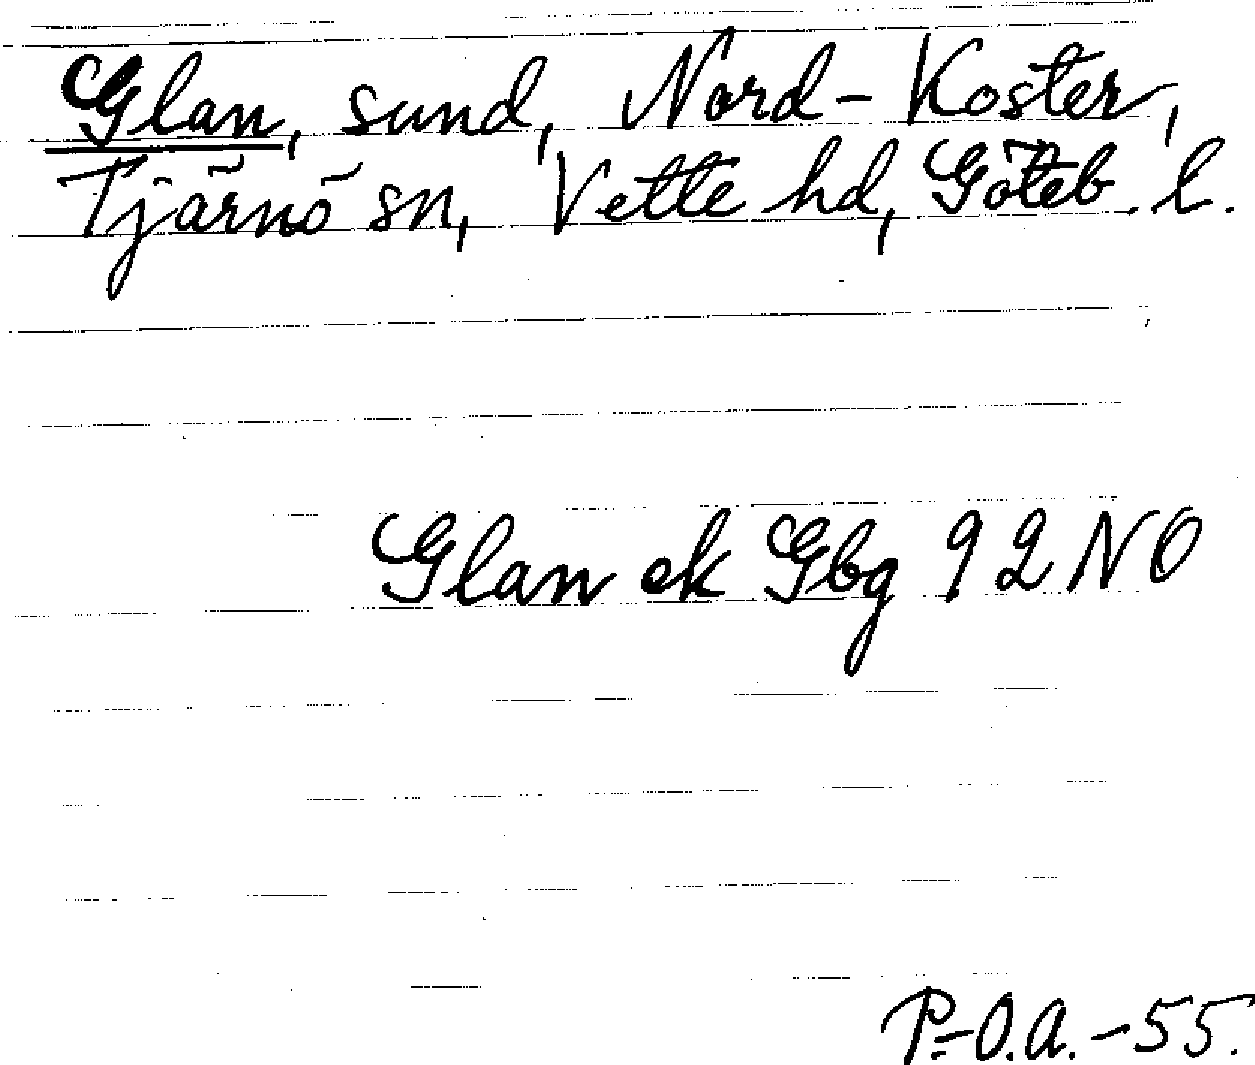 Glan, sund, Nord-Koster,
Tjärnö sn, Vette hd, Göteb. l.
Glan ek Gbg 92 NO
P.-O.A.-55.